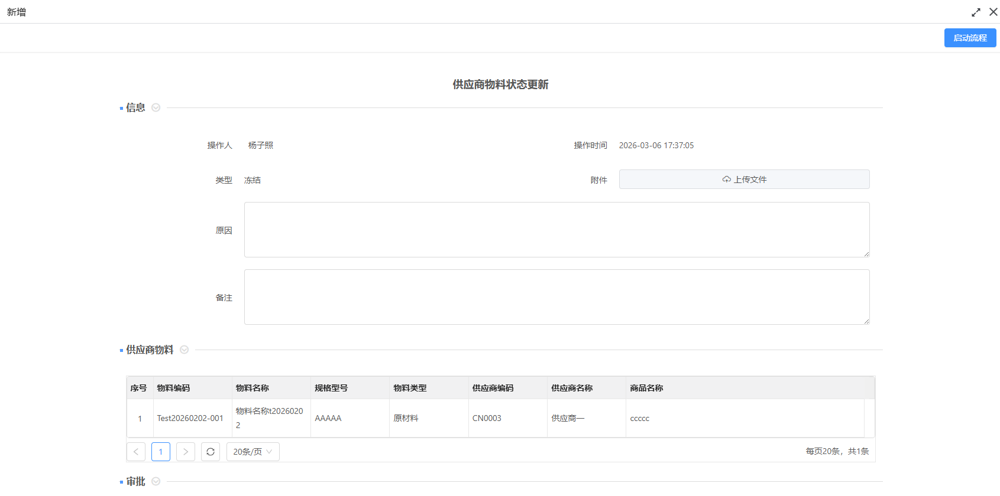 新增
启动流程
供应商物料状态更新
信息
操作人 杨子照 操作时间 2026-03-06 17:37:05
类型 冻结 附件 上传文件
原因
备注
供应商物料
序号 物料编码 物料名称 规格型号 物料类型 供应商编码 供应商名称 商品名称
1 Test20260202-001 物料名称t2026020 AAAAA 原材料 CN0003 供应商一 ccccc
2
1 20条/页 每页20条，共1条
审批